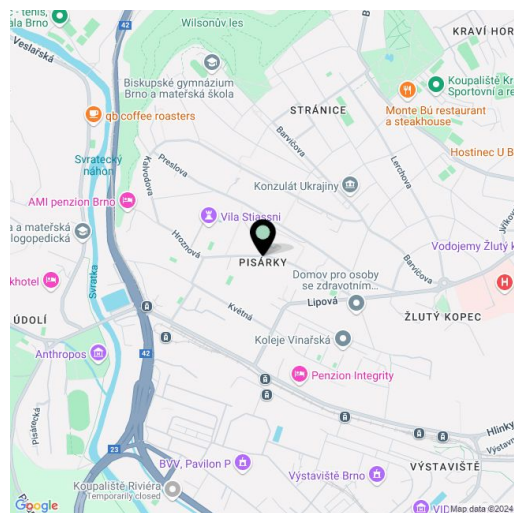 c - tenis,
ala Brno
42
Wilsonův les
B
KRAVÍ HOR
Veslařská
Biskupské gymnázium
Brno a mateřská
škola
Koupaliště Kr
Sportovní a re
STRÁNICE
Monte Bú restaurant
a steakhouse
qb coffee roasters
Barvičova
Hostinec U B
Svratecký
náhon
Preslova
Kalvodova
Lerchova
Konzulát Ukrajiny
AMI penzion Brno
Vila Stiassni
a a mateřská
logopedická
Hroznová
Vodojemy Žlutý k
PISÁRKY
Barvičova
khotel
Svratka
Domov pro osoby
se zdravotním...
H
Lipová
Květná
ŽLUTÝ KOPEC
ÚDOLÍ
Koleje Vinařská
42
Anthropos
Penzion Integrity
Pisárecká
Hlinky
Výstavn
23
BVV, Pavilon P
VÝSTAVIŠTĚ
Výstaviště Brno
Koupaliště Riviéra
Temporarily closed
Google
VID
Map data ©2024